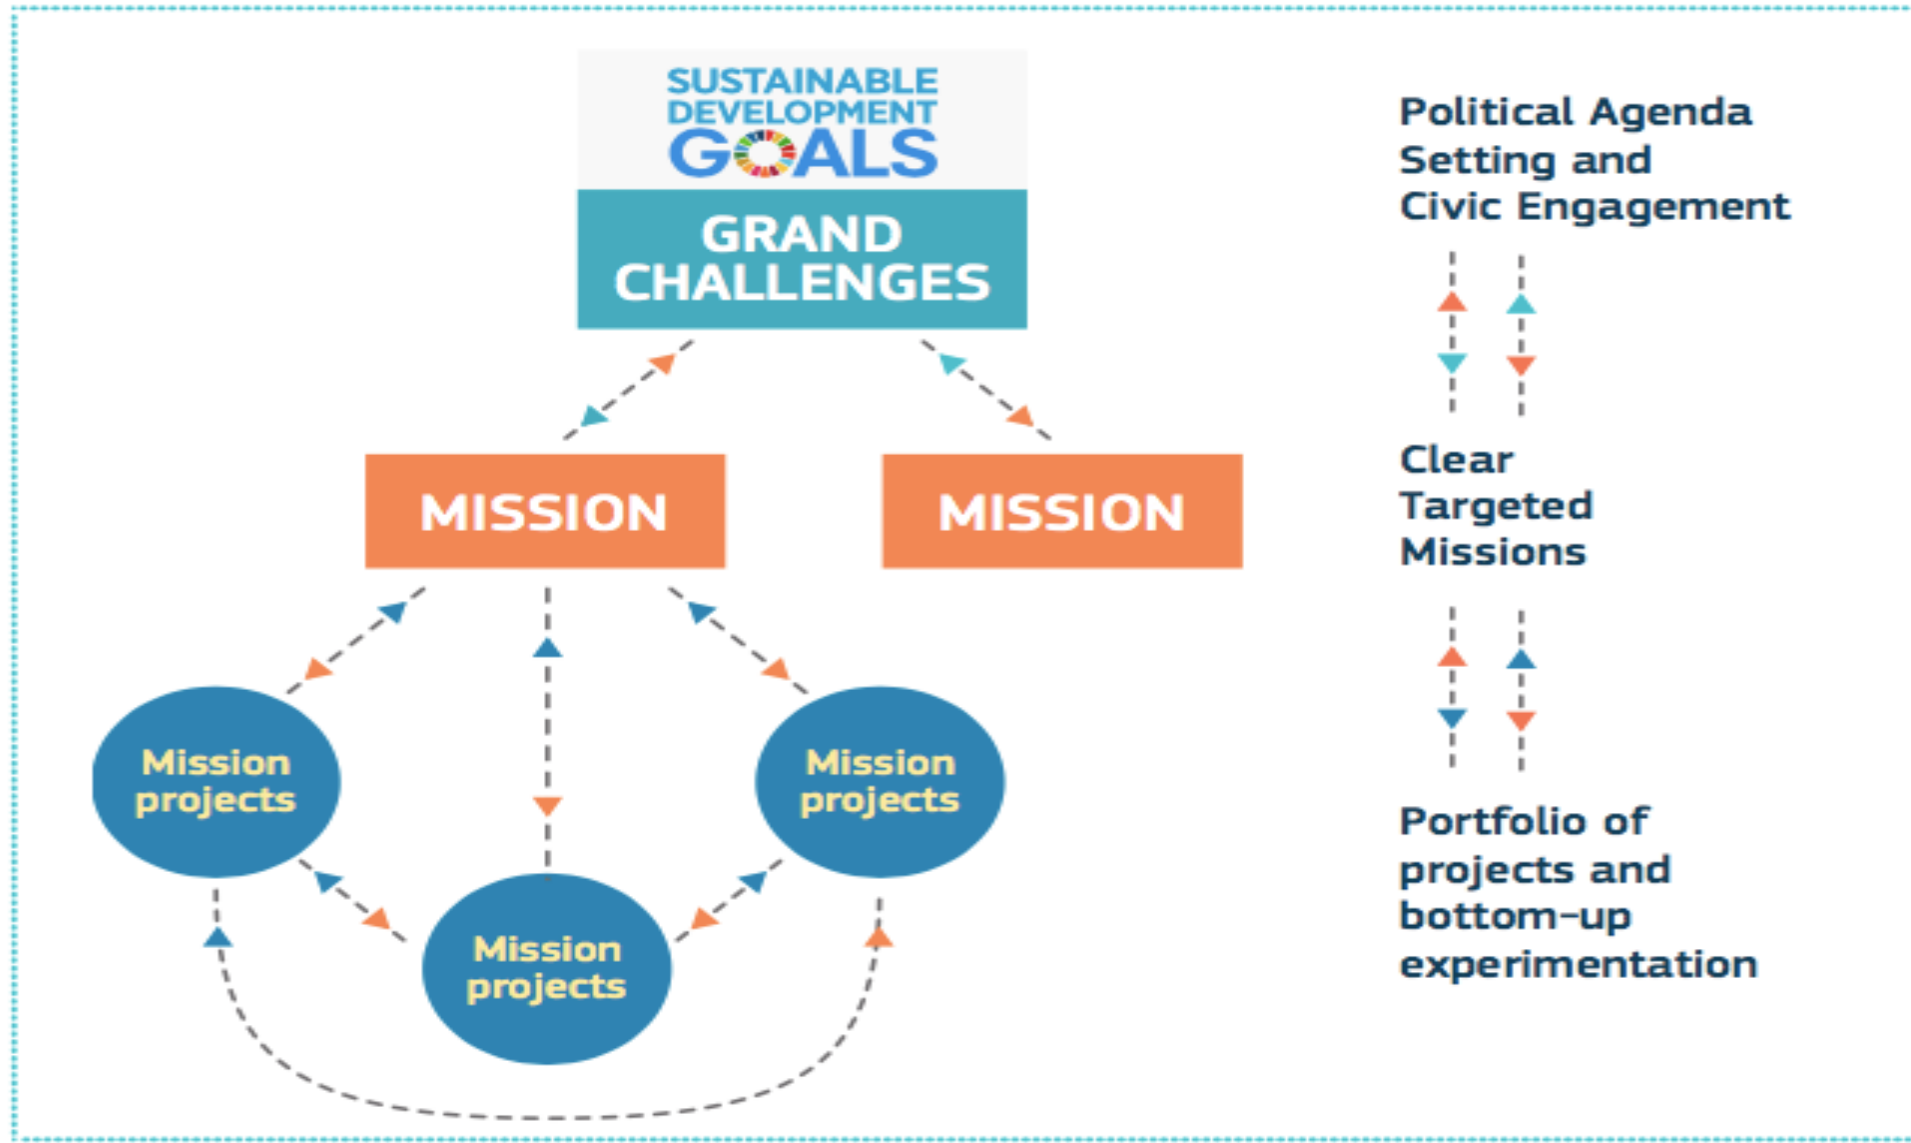 SUSTAINABLE
DEVELOPMENT
GOALS
GRAND
CHALLENGES
MISSION
MISSION
Mission
projects
Mission
projects
Mission
projects
Political Agenda
Setting and
Civic Engagement
Clear
Targeted
Missions
Portfolio of
projects and
bottom-up
experimentation